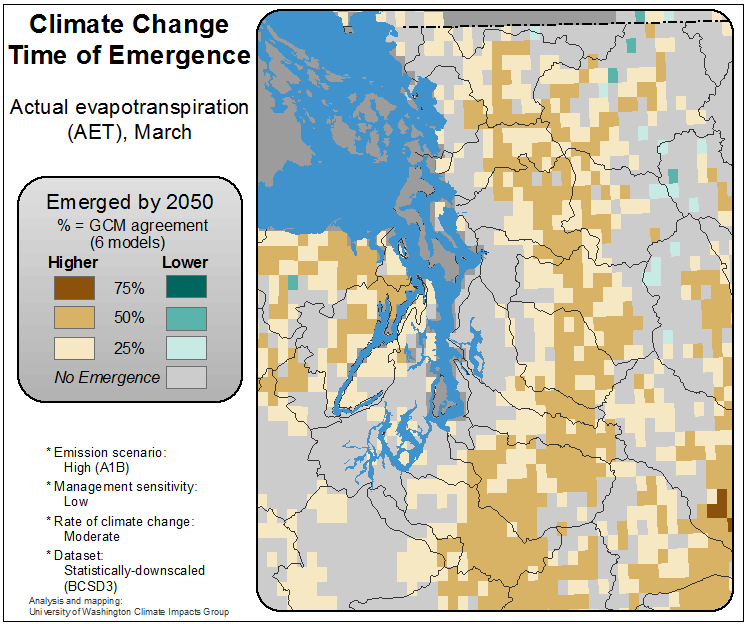 Climate Change
Time of Emergence
Actual evapotranspiration
(AET), March
Emerged by 2050
% = GCM agreement
(6 models)
Higher Lower
75%
50%
25%
No Emergence
* Emission scenario:
High (A1B)
* Management sensitivity:
Low
* Rate of climate change:
Moderate
* Dataset:
Statistically-downscaled
(BCSD3)
Analysis and mapping:
University of Washington Climate Impacts Group